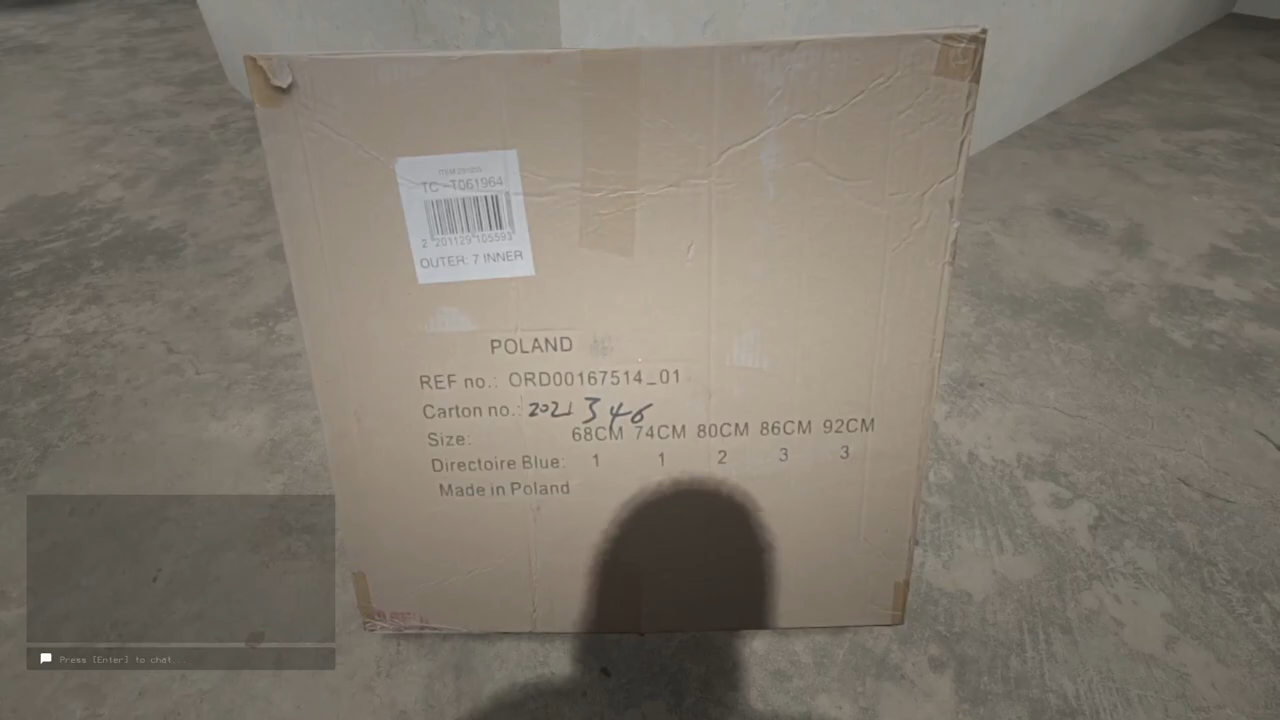 TC-T061964
2 201129 105593
OUTER: 7 INNER
POLAND
REF no.: ORD00167514_01
Carton no.: 2021 346
Size: 68CM 74CM 80CM 86CM 92CM
Directoire Blue: 1 1 2 3 3
Made in Poland
Press [Enter] to chat...